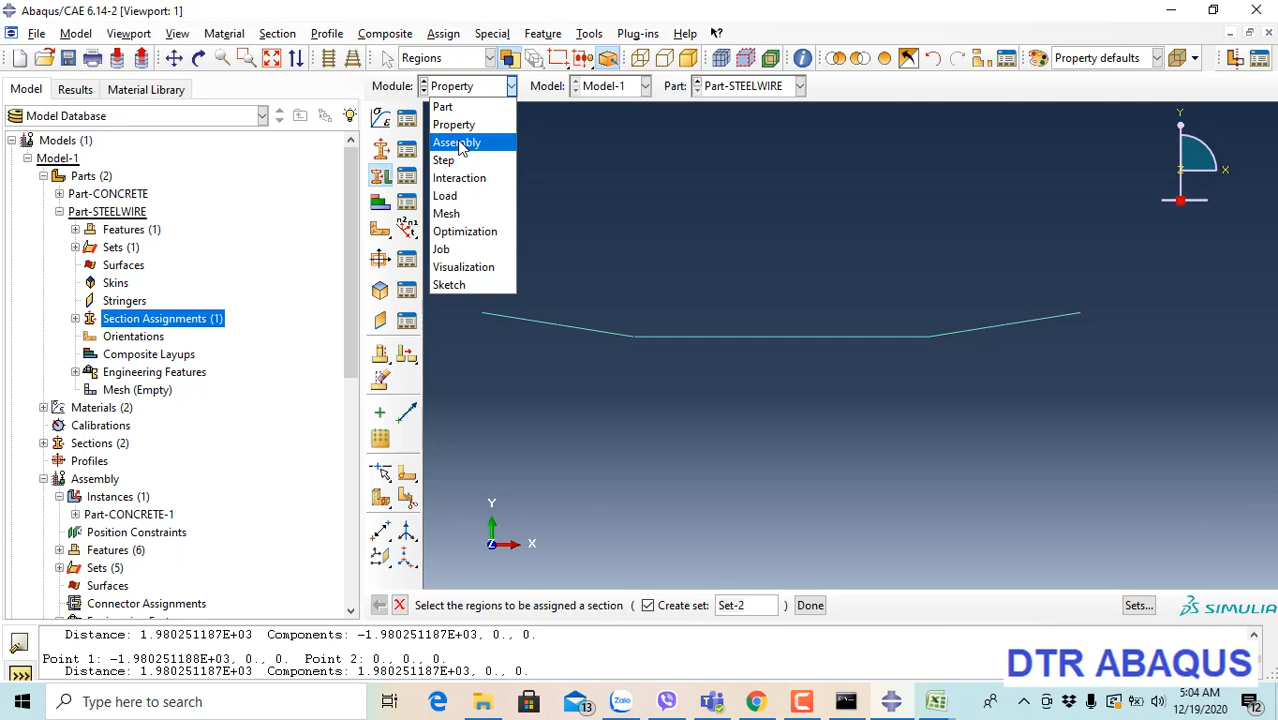 Abaqus/CAE 6.14-2 [Viewport: 1]
File Model Viewport View Material Section Profile Composite Assign Special Feature Tools Plug-ins Help
Regions
Property defaults
Model Results Material Library
Module: Property Model: Model-1 Part: Part-STEELWIRE
Model Database
Part
Property
Assembly
Step
Interaction
Load
Mesh
Optimization
Job
Visualization
Sketch
Models (1)
Model-1
Parts (2)
Part-CONCRETE
Part-STEELWIRE
Features (1)
Sets (1)
Surfaces
Skins
Stringers
Section Assignments (1)
Orientations
Composite Layups
Engineering Features
Mesh (Empty)
Materials (2)
Calibrations
Sections (2)
Profiles
Assembly
Instances (1)
Part-CONCRETE-1
Position Constraints
Features (6)
Sets (5)
Surfaces
Connector Assignments
n2 n1
t
Y
Z X
Y
Z X
Select the regions to be assigned a section ( Create set: Set-2 ) Done
Sets...
SIMULIA
Distance: 1.980251187E+03 Components: -1.980251187E+03, 0., 0.
Point 1: -1.980251188E+03, 0., 0. Point 2: 0., 0., 0.
Distance: 1.980251187E+03 Components: 1.980251187E+03, 0., 0.
>>>
DTR ABAQUS
Type here to search
13
Zalo
5:04 AM
12/19/2020
12